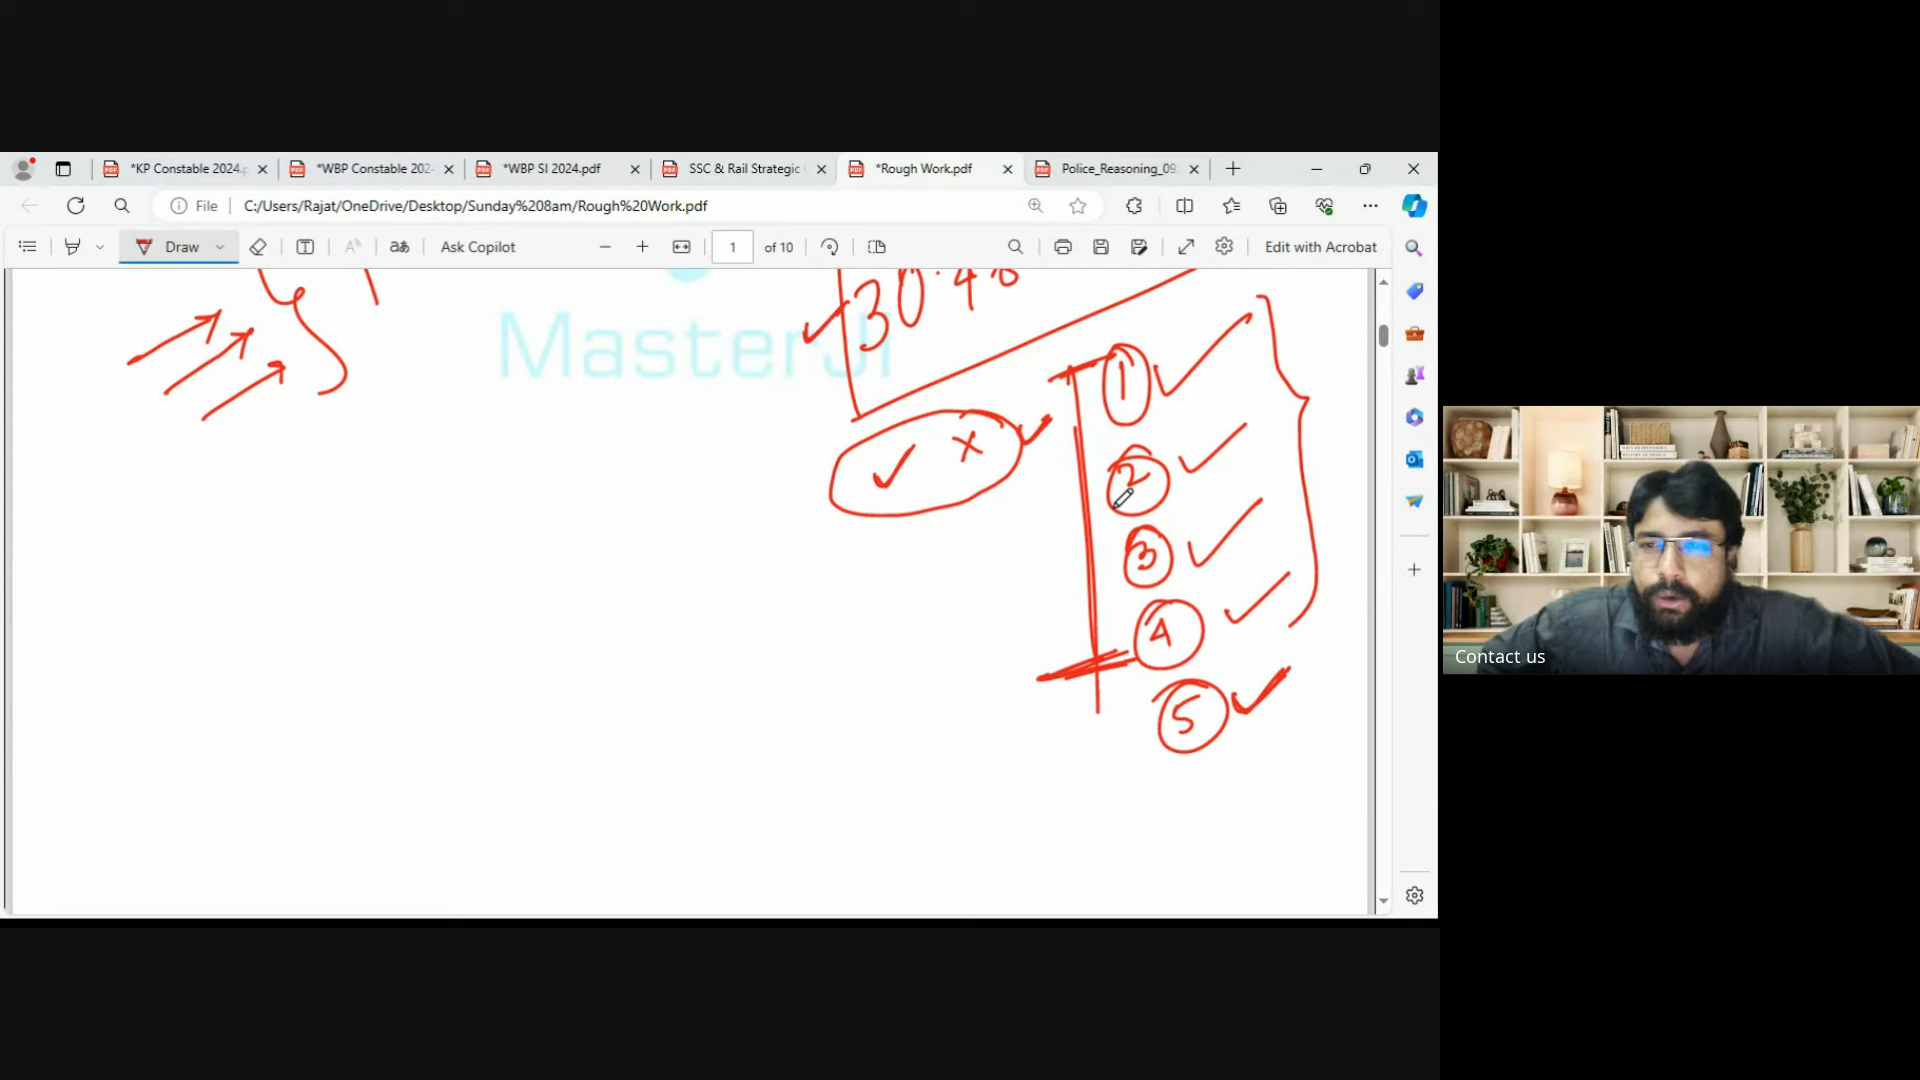 *KP Constable 2024.p
*WBP Constable 202
*WBP SI 2024.pdf
SSC & Rail Strategic
*Rough Work.pdf
Police_Reasoning_09
File
C:/Users/Rajat/OneDrive/Desktop/Sunday%208am/Rough%20Work.pdf
Draw
aあ
Ask Copilot
1
of 10
Edit with Acrobat
MasterJi
1
2
3
4
5
Contact us